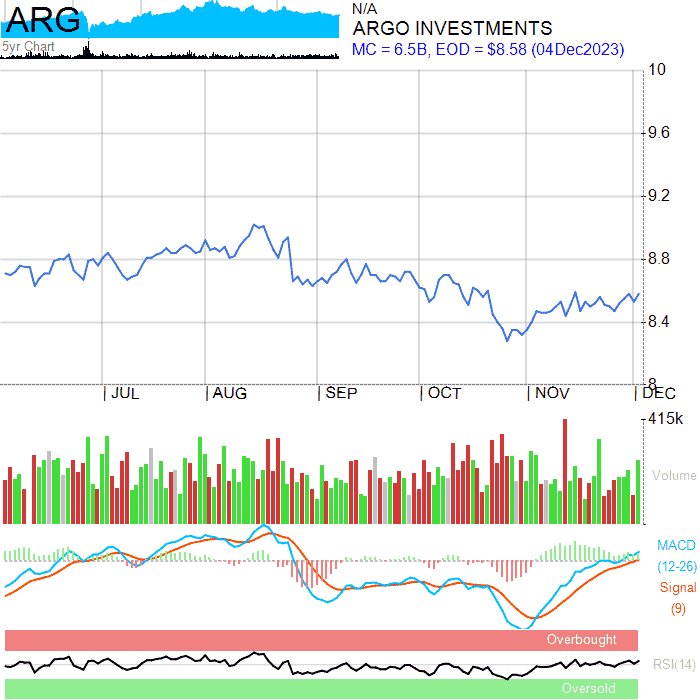 ARG
5yr Chart
N/A
ARGO INVESTMENTS
MC = 6.5B, EOD = $8.58 (04Dec2023)
10
9.6
9.2
8.8
8.4
8
JUL AUG SEP OCT NOV DEC
415k
Volume
MACD
(12-26)
Signal
(9)
Overbought
RSI(14)
Oversold